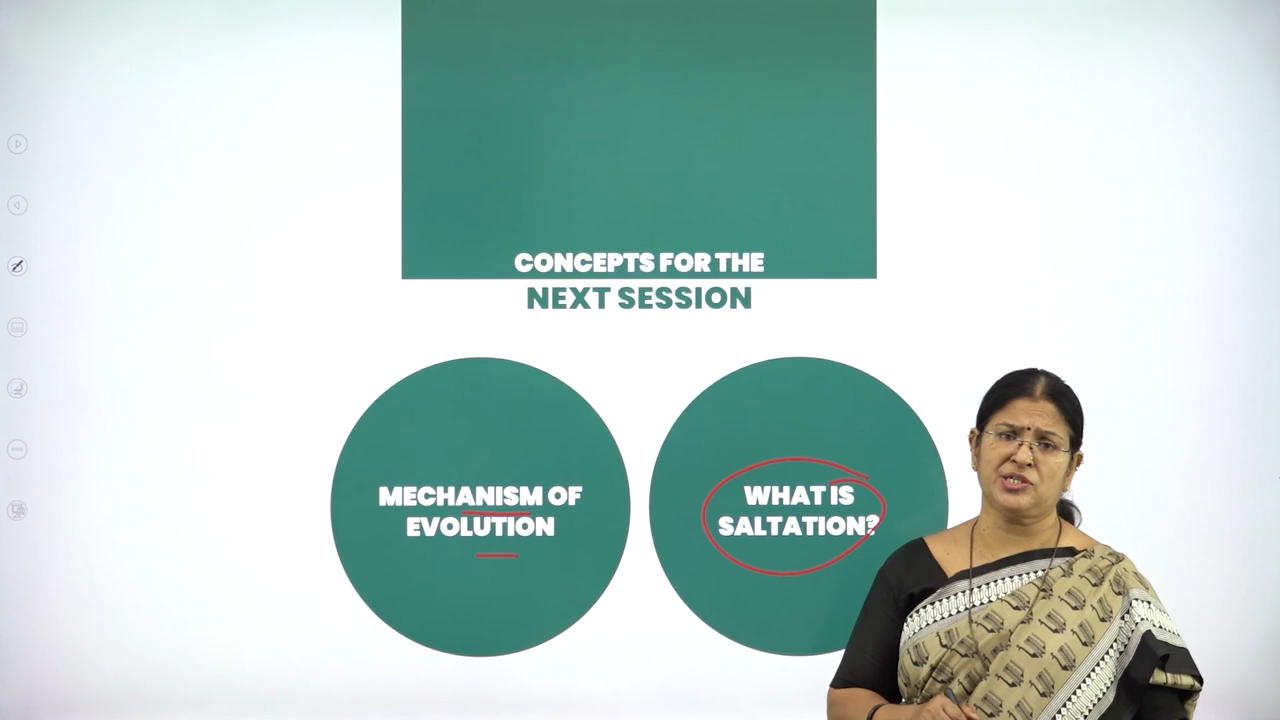 CONCEPTS FOR THE
NEXT SESSION
MECHANISM OF
EVOLUTION
WHAT IS
SALTATION?